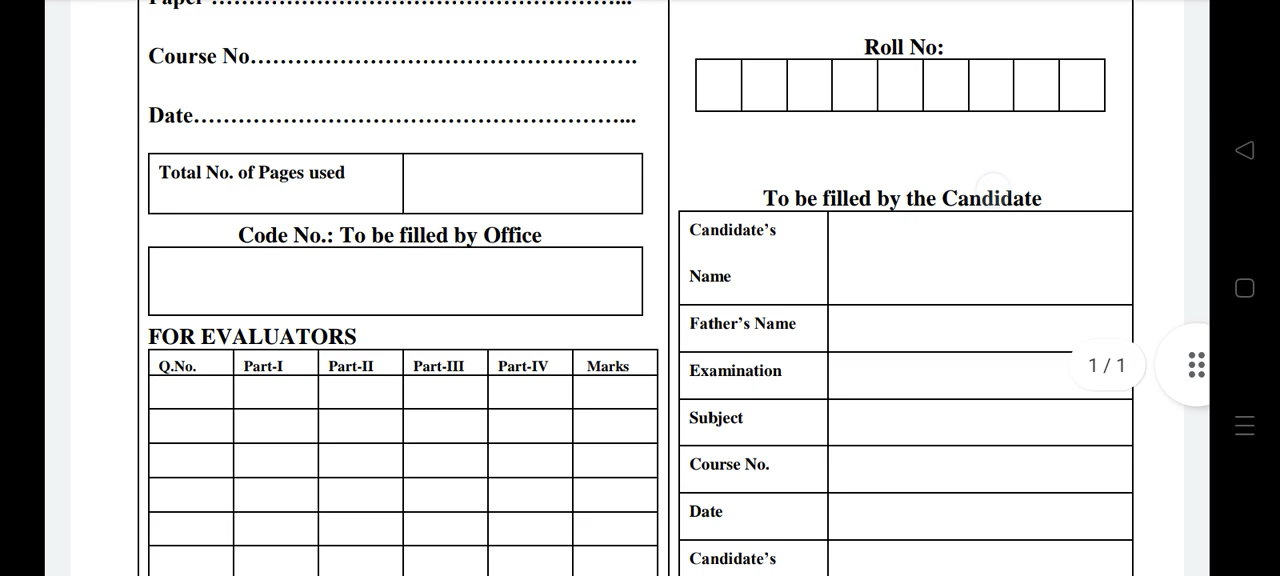 Paper ……………………………………………………...
Course No…………………………………………….
Date…………………………………………………...
Total No. of Pages used
Code No.: To be filled by Office
FOR EVALUATORS
Q.No. Part-I Part-II Part-III Part-IV Marks
Roll No:
To be filled by the Candidate
Candidate’s
Name
Father’s Name
Examination
1 / 1
Subject
Course No.
Date
Candidate’s